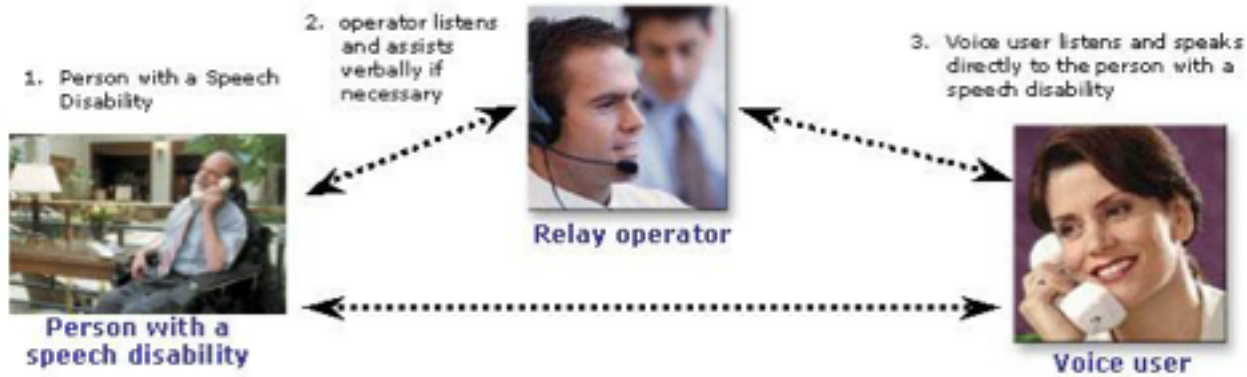 1. Person with a Speech
Disability
2. operator listens
and assists
verbally if
necessary
3. Voice user listens and speaks
directly to the person with a
speech disability
Relay operator
Person with a
speech disability
Voice user